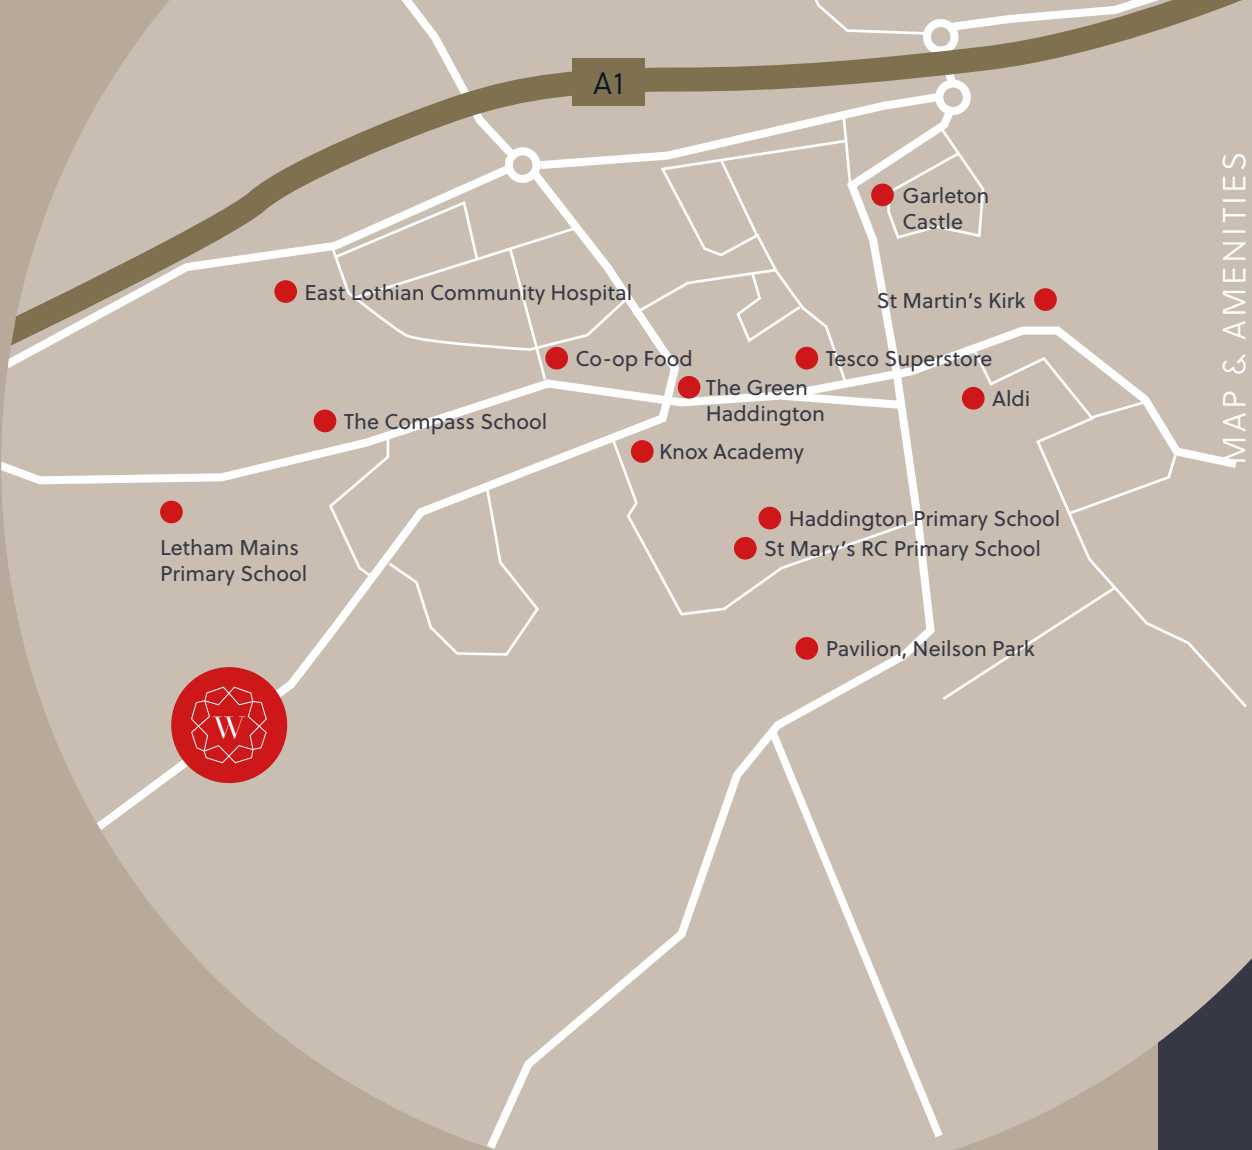 A1
Garleton
Castle
East Lothian Community Hospital
St Martin’s Kirk
Co-op Food
Tesco Superstore
The Green
Haddington
Aldi
The Compass School
Knox Academy
Haddington Primary School
St Mary’s RC Primary School
Letham Mains
Primary School
Pavilion, Neilson Park
W
MAP & AMENITIES